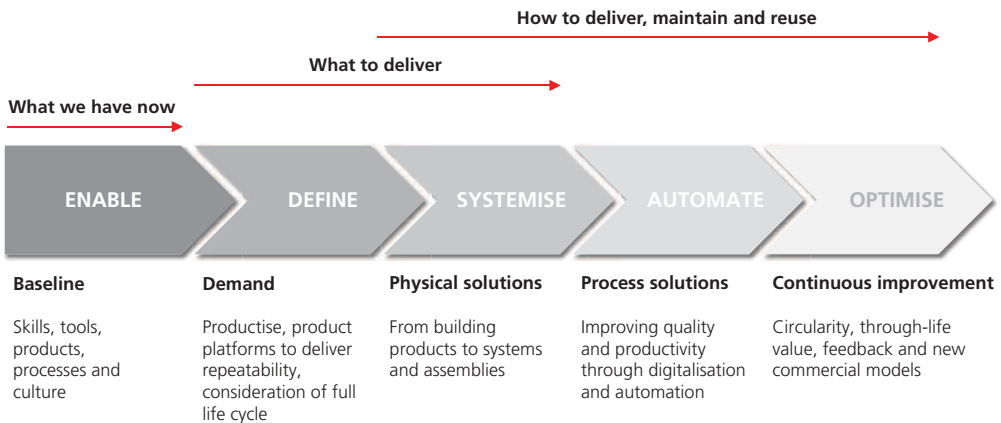 How to deliver, maintain and reuse
What to deliver
What we have now
ENABLE
DEFINE
SYSTEMISE
AUTOMATE
OPTIMISE
Baseline
Skills, tools,
products,
processes and
culture
Demand
Productise, product
platforms to deliver
repeatability,
consideration of full
life cycle
Physical solutions
From building
products to systems
and assemblies
Process solutions
Improving quality
and productivity
through digitalisation
and automation
Continuous improvement
Circularity, through-life
value, feedback and new
commercial models